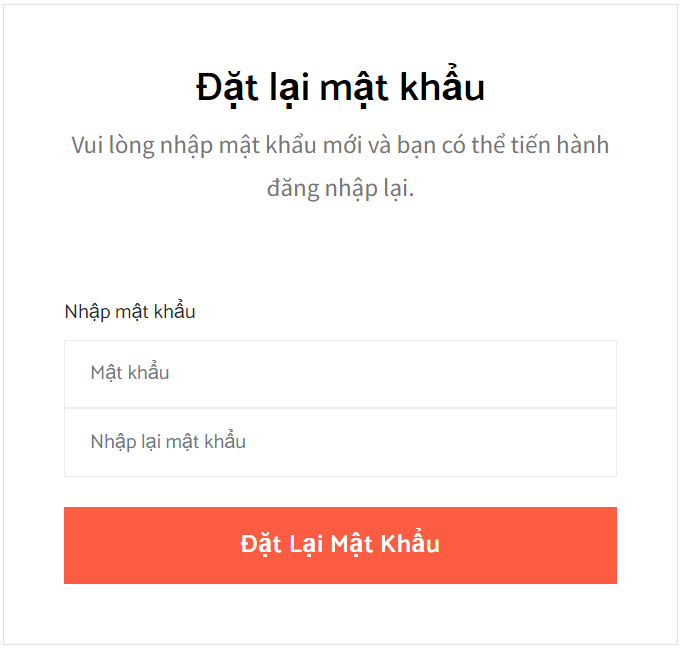 Đặt lại mật khẩu
Vui lòng nhập mật khẩu mới và bạn có thể tiến hành
đăng nhập lại.
Nhập mật khẩu
Mật khẩu
Nhập lại mật khẩu
Đặt Lại Mật Khẩu